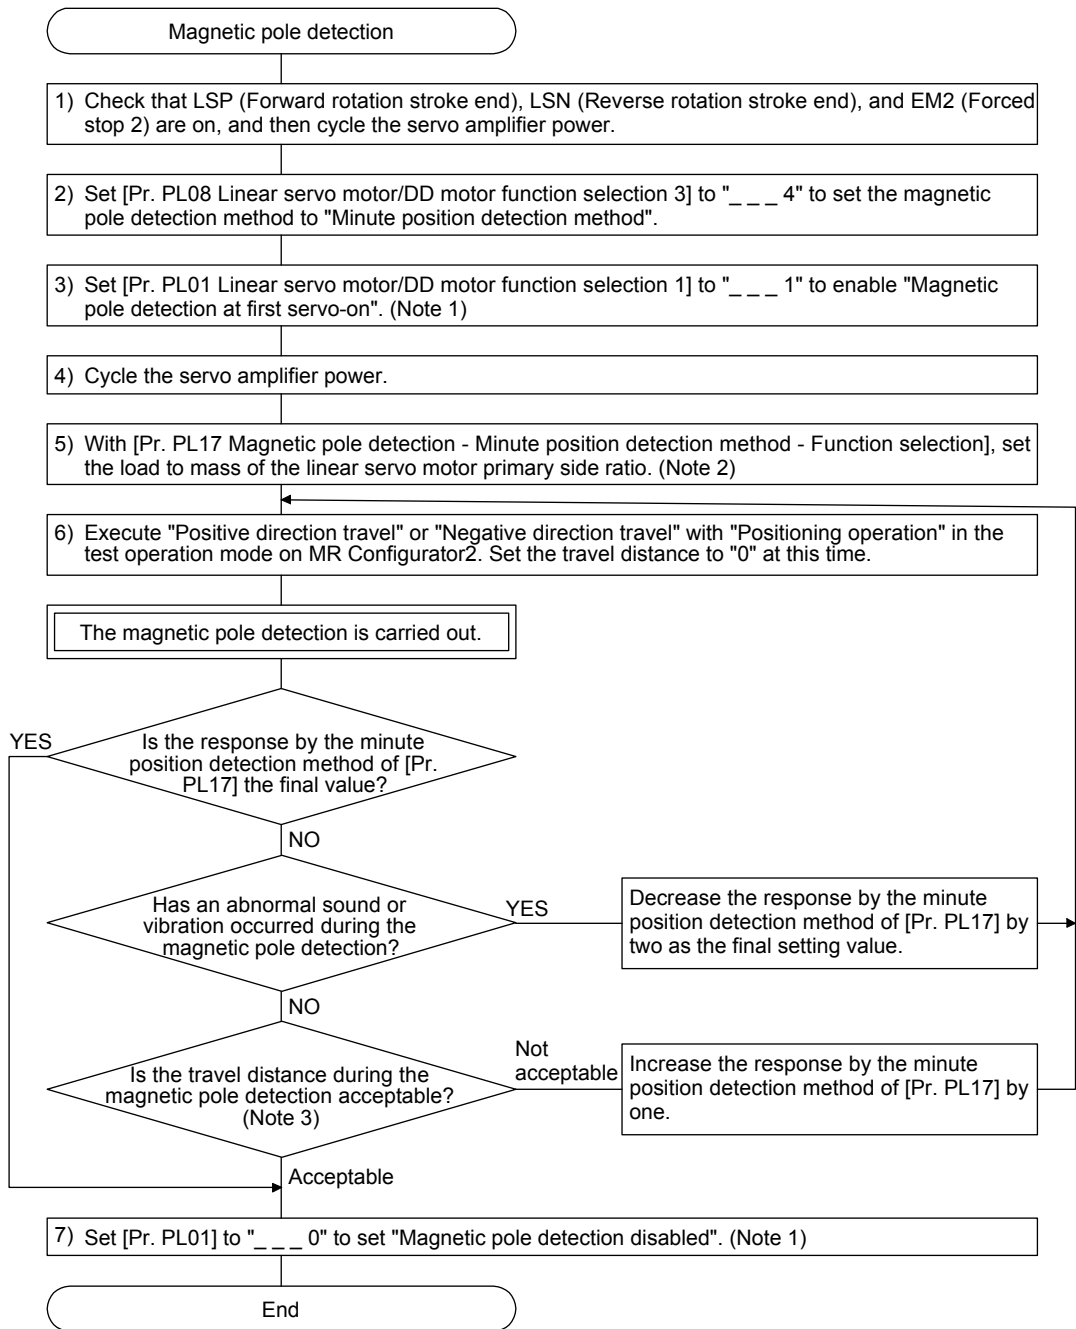 Magnetic pole detection
1) Check that LSP (Forward rotation stroke end), LSN (Reverse rotation stroke end), and EM2 (Forced
stop 2) are on, and then cycle the servo amplifier power.
2) Set [Pr. PL08 Linear servo motor/DD motor function selection 3] to "_ _ _ 4" to set the magnetic
pole detection method to "Minute position detection method".
3) Set [Pr. PL01 Linear servo motor/DD motor function selection 1] to "_ _ _ 1" to enable "Magnetic
pole detection at first servo-on". (Note 1)
4) Cycle the servo amplifier power.
5) With [Pr. PL17 Magnetic pole detection - Minute position detection method - Function selection], set
the load to mass of the linear servo motor primary side ratio. (Note 2)
6) Execute "Positive direction travel" or "Negative direction travel" with "Positioning operation" in the
test operation mode on MR Configurator2. Set the travel distance to "0" at this time.
The magnetic pole detection is carried out.
YES
Is the response by the minute
position detection method of [Pr.
PL17] the final value?
NO
Has an abnormal sound or
vibration occurred during the
magnetic pole detection?
YES
Decrease the response by the minute
position detection method of [Pr. PL17] by
two as the final setting value.
NO
Is the travel distance during the
magnetic pole detection acceptable?
(Note 3)
Not
acceptable
Increase the response by the minute
position detection method of [Pr. PL17] by
one.
Acceptable
7) Set [Pr. PL01] to "_ _ _ 0" to set "Magnetic pole detection disabled". (Note 1)
End